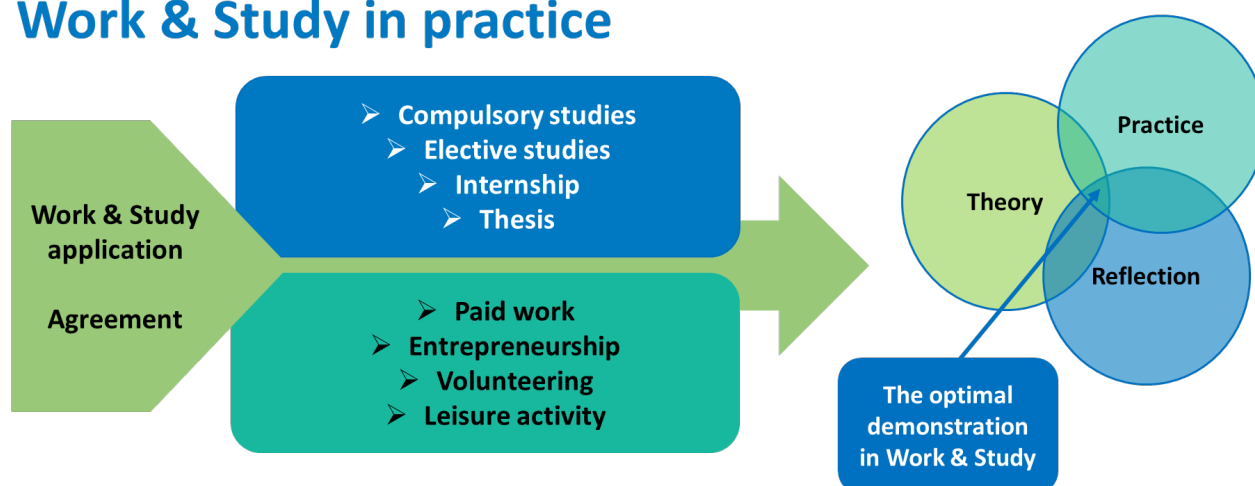 Work & Study in practice
Work & Study
application
Agreement
➢ Compulsory studies
➢ Elective studies
➢ Internship
➢ Thesis
➢ Paid work
➢ Entrepreneurship
➢ Volunteering
➢ Leisure activity
Theory
Practice
Reflection
The optimal
demonstration
in Work & Study